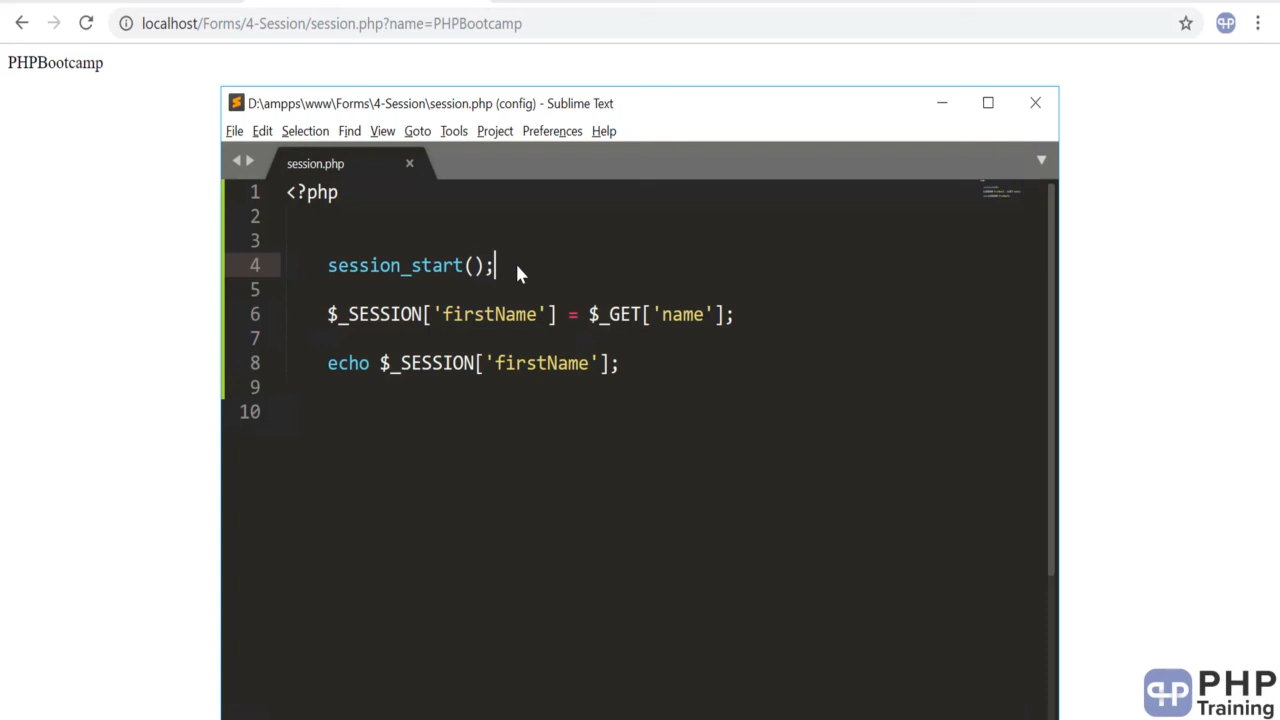 localhost/Forms/4-Session/session.php?name=PHPBootcamp
PHPBootcamp
D:\ampps\www\Forms\4-Session\session.php (config) - Sublime Text
File Edit Selection Find View Goto Tools Project Preferences Help
session.php
1 <?php
2
3
4 session_start();
5
6 $_SESSION['firstName'] = $_GET['name'];
7
8 echo $_SESSION['firstName'];
9
10
php PHP
Training